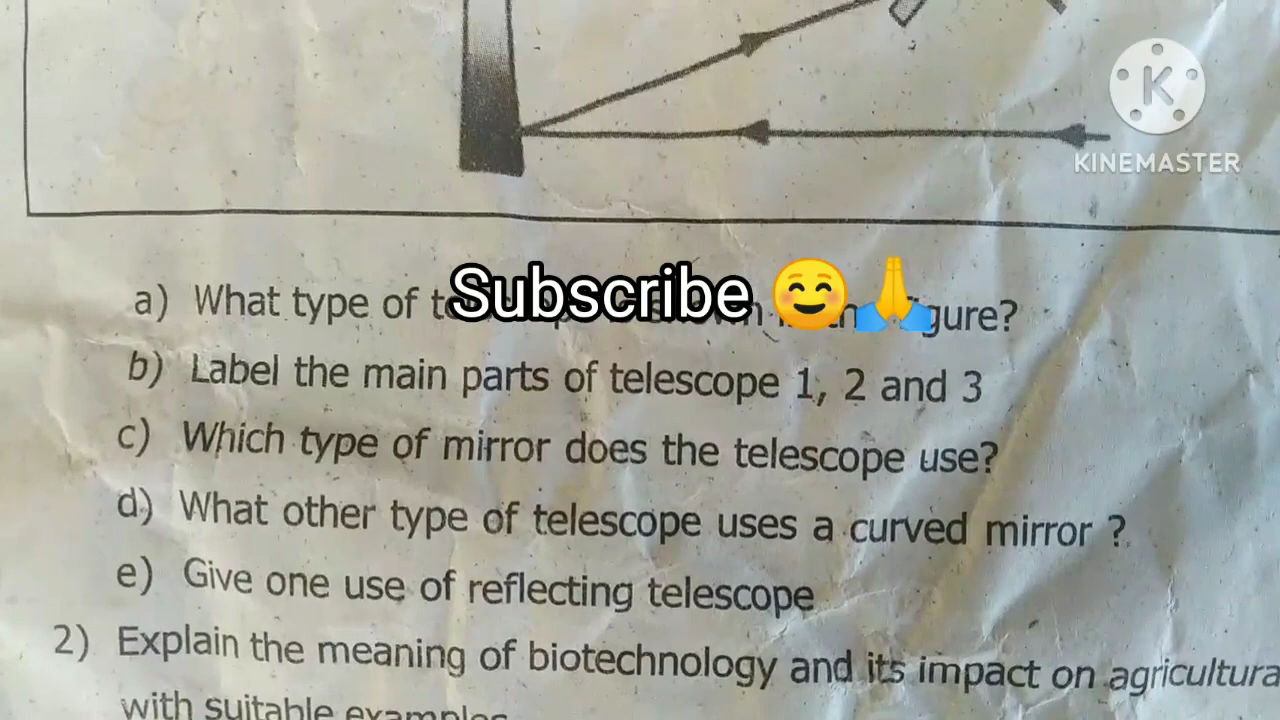 K
KINEMASTER
Subscribe
a) What type of gure?
b) Label the main parts of telescope 1, 2 and 3
c) Which type of mirror does the telescope use?
d) What other type of telescope uses a curved mirror ?
e) Give one use of reflecting telescope
2) Explain the meaning of biotechnology and its impact on agricultura
with suitable examples